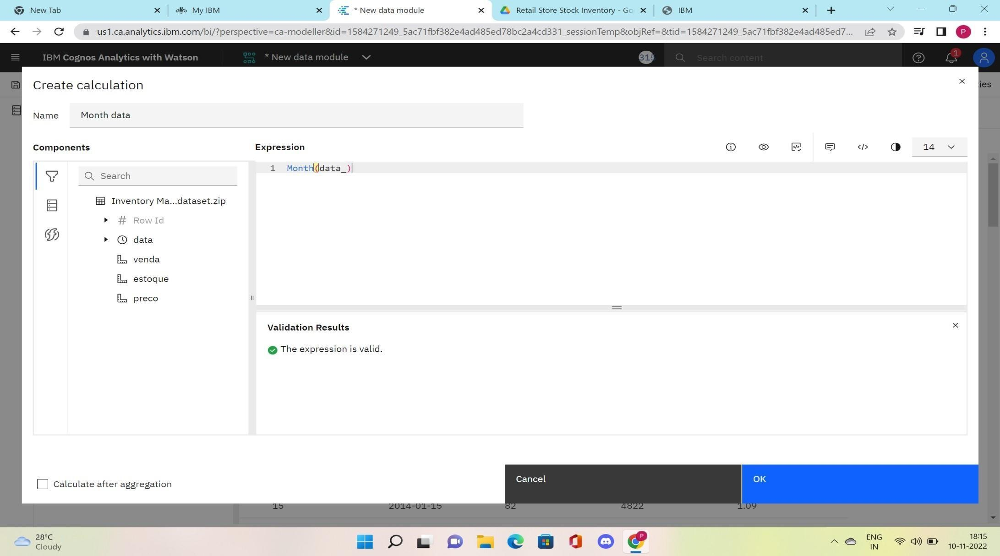 New Tab
My IBM
* New data module
Retail Store Stock Inventory - Go
IBM
us1.ca.analytics.ibm.com/bi/?perspective=ca-modeller&id=1584271249_5ac71fbf382e4ad485ed78bc2a4cd331_sessionTemp&objRef=&tid=1584271249_5ac71fbf382e4ad485ed7...
P
IBM Cognos Analytics with Watson
* New data module
315
Search content
1
Create calculation
ies
Name
Month data
Components
Expression
14
Search
1 Month(data_)
Inventory Ma...dataset.zip
Row Id
data
venda
estoque
preco
Validation Results
The expression is valid.
Calculate after aggregation
Cancel
OK
15 2014-01-15 82 4822 1.09
28°C
Cloudy
P
ENG
IN
18:15
10-11-2022